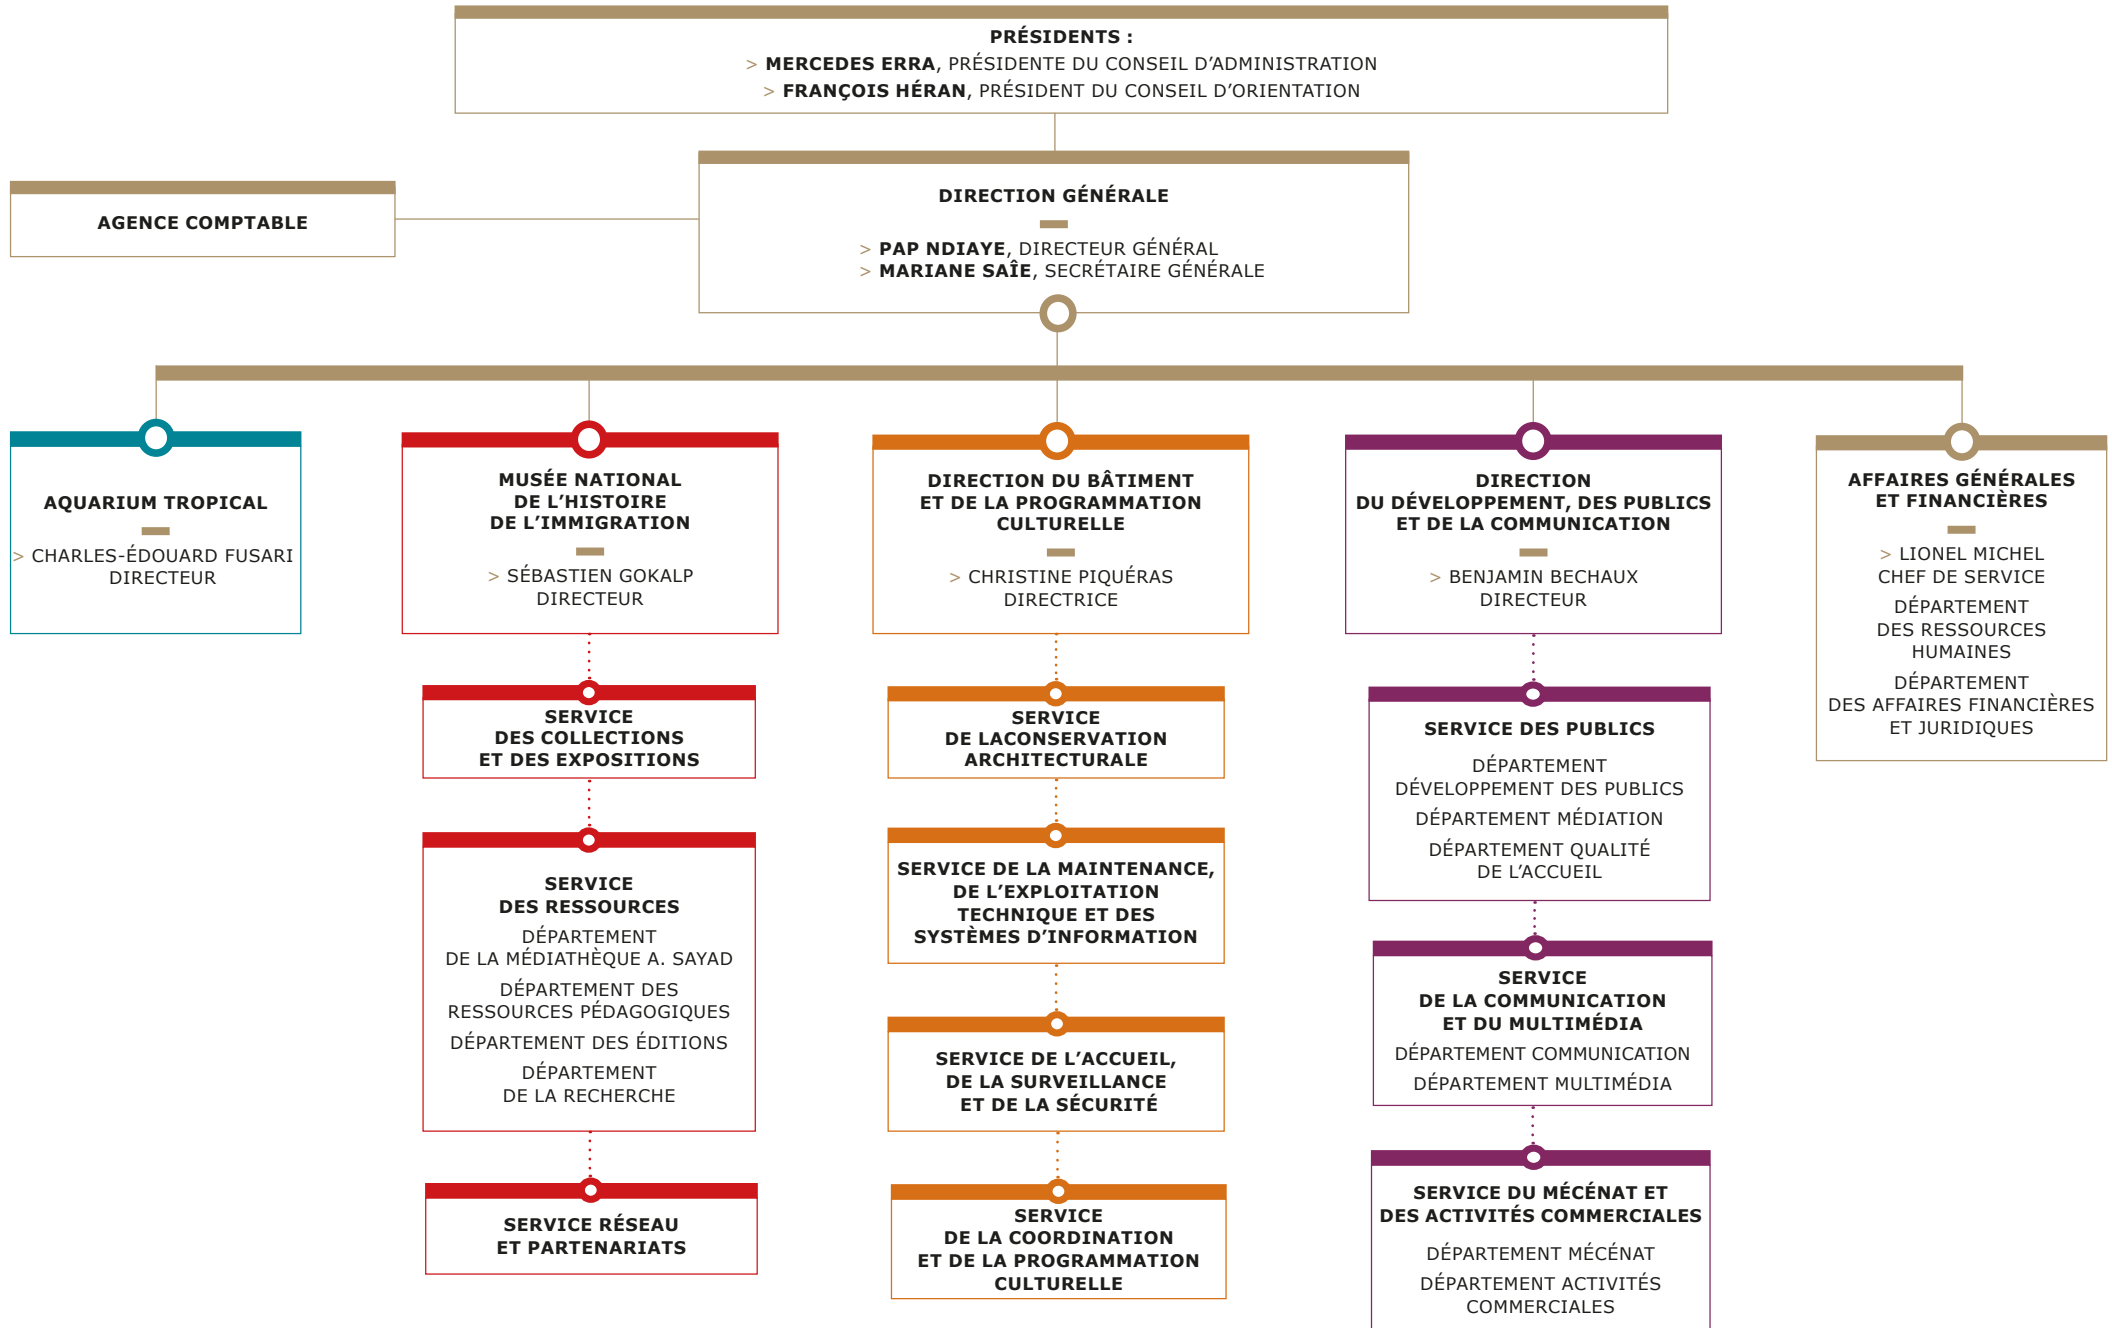 PRÉSIDENTS :
> MERCEDES ERRA, PRÉSIDENTE DU CONSEIL D'ADMINISTRATION
> FRANÇOIS HÉRAN, PRÉSIDENT DU CONSEIL D'ORIENTATION
AGENCE COMPTABLE
DIRECTION GÉNÉRALE
> PAP NDIAYE, DIRECTEUR GÉNÉRAL
> MARIANE SAÎE, SECRÉTAIRE GÉNÉRALE
AQUARIUM TROPICAL
> CHARLES-ÉDOUARD FUSARI
DIRECTEUR
MUSÉE NATIONAL
DE L'HISTOIRE
DE L'IMMIGRATION
> SÉBASTIEN GOKALP
DIRECTEUR
SERVICE
DES COLLECTIONS
ET DES EXPOSITIONS
SERVICE
DES RESSOURCES
DÉPARTEMENT
DE LA MÉDIATHÈQUE A. SAYAD
DÉPARTEMENT DES
RESSOURCES PÉDAGOGIQUES
DÉPARTEMENT DES ÉDITIONS
DÉPARTEMENT
DE LA RECHERCHE
SERVICE RÉSEAU
ET PARTENARIATS
DIRECTION DU BÂTIMENT
ET DE LA PROGRAMMATION
CULTURELLE
> CHRISTINE PIQUÉRAS
DIRECTRICE
SERVICE
DE LACONSERVATION
ARCHITECTURALE
SERVICE DE LA MAINTENANCE,
DE L'EXPLOITATION
TECHNIQUE ET DES
SYSTÈMES D'INFORMATION
SERVICE DE L'ACCUEIL,
DE LA SURVEILLANCE
ET DE LA SÉCURITÉ
SERVICE
DE LA COORDINATION
ET DE LA PROGRAMMATION
CULTURELLE
DIRECTION
DU DÉVELOPPEMENT, DES PUBLICS
ET DE LA COMMUNICATION
> BENJAMIN BECHAUX
DIRECTEUR
SERVICE DES PUBLICS
DÉPARTEMENT
DÉVELOPPEMENT DES PUBLICS
DÉPARTEMENT MÉDIATION
DÉPARTEMENT QUALITÉ
DE L'ACCUEIL
SERVICE
DE LA COMMUNICATION
ET DU MULTIMÉDIA
DÉPARTEMENT COMMUNICATION
DÉPARTEMENT MULTIMÉDIA
SERVICE DU MÉCÉNAT ET
DES ACTIVITÉS COMMERCIALES
DÉPARTEMENT MÉCÉNAT
DÉPARTEMENT ACTIVITÉS
COMMERCIALES
AFFAIRES GÉNÉRALES
ET FINANCIÈRES
> LIONEL MICHEL
CHEF DE SERVICE
DÉPARTEMENT
DES RESSOURCES
HUMAINES
DÉPARTEMENT
DES AFFAIRES FINANCIÈRES
ET JURIDIQUES